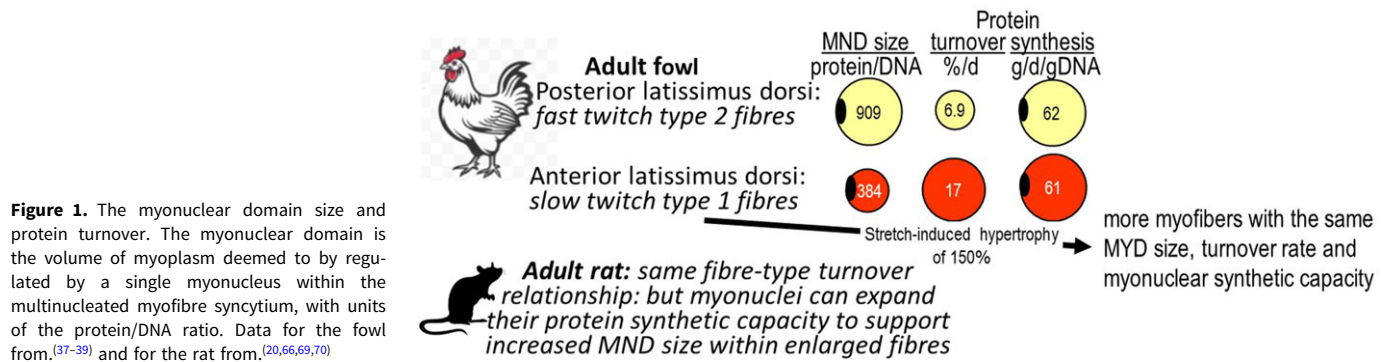 Figure 1. The myonuclear domain size and
protein turnover. The myonuclear domain is
the volume of myoplasm deemed to by regu-
lated by a single myonucleus within the
multinucleated myofibre syncytium, with units
of the protein/DNA ratio. Data for the fowl
from.(37–39) and for the rat from.(20,66,69,70)
Protein
MND size turnover synthesis
protein/DNA %/d g/d/gDNA
Adult fowl
Posterior latissimus dorsi:
fast twitch type 2 fibres
909 6.9 62
Anterior latissimus dorsi:
slow twitch type 1 fibres
384 17 61
Stretch-induced hypertrophy
of 150%
more myofibers with the same
MYD size, turnover rate and
myonuclear synthetic capacity
Adult rat: same fibre-type turnover
relationship: but myonuclei can expand
their protein synthetic capacity to support
increased MND size within enlarged fibres